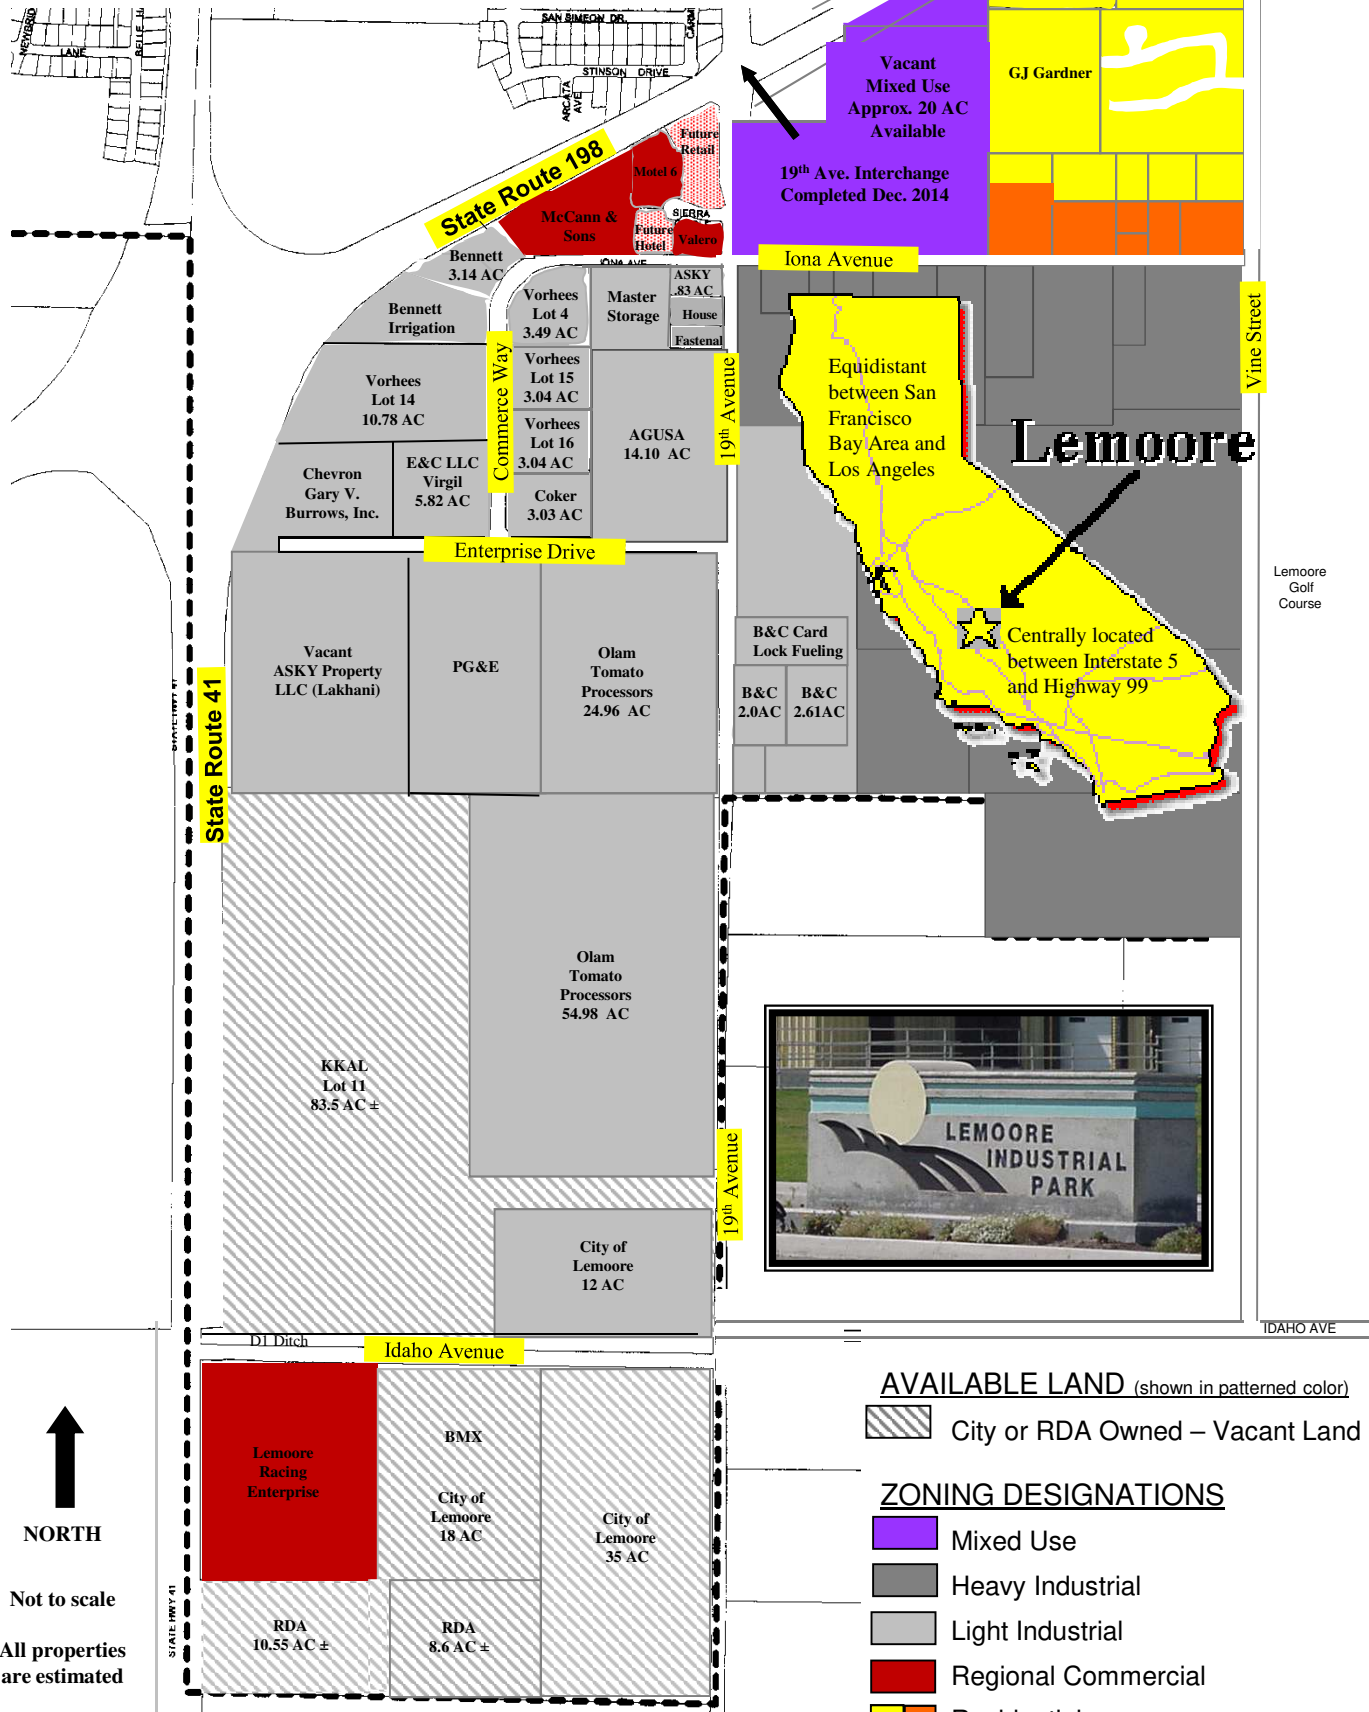 NEWBRID
LANE
BELLE H
SAN SIMEON DR.
CARM
STINSON DRIVE
ARCATA
AVE
State Route 198
Vacant
Mixed Use
Approx. 20 AC
Available
19th Ave. Interchange
Completed Dec. 2014
GJ Gardner
Future
Retail
Motel 6
McCann &
Sons
SIERRA
Future
Hotel
Valero
IONA AVE
Iona Avenue
Bennett
3.14 AC
Bennett
Irrigation
Vorhees
Lot 4
3.49 AC
Master
Storage
ASKY
.83 AC
House
Fastenal
Vorhees
Lot 14
10.78 AC
Commerce Way
Vorhees
Lot 15
3.04 AC
Vorhees
Lot 16
3.04 AC
Coker
3.03 AC
AGUSA
14.10 AC
19th Avenue
Vine Street
Equidistant
between San
Francisco
Bay Area and
Los Angeles
Lemoore
Chevron
Gary V.
Burrows, Inc.
E&C LLC
Virgil
5.82 AC
Enterprise Drive
Lemoore
Golf
Course
Vacant
ASKY Property
LLC (Lakhani)
PG&E
Olam
Tomato
Processors
24.96 AC
B&C Card
Lock Fueling
B&C
2.0AC
B&C
2.61AC
Centrally located
between Interstate 5
and Highway 99
STATE HWY 41
State Route 41
Olam
Tomato
Processors
54.98 AC
KKAL
Lot 11
83.5 AC ±
19th Avenue
LEMOORE
INDUSTRIAL
PARK
City of
Lemoore
12 AC
D1 Ditch
Idaho Avenue
IDAHO AVE
Lemoore
Racing
Enterprise
BMX
City of
Lemoore
18 AC
City of
Lemoore
35 AC
RDA
10.55 AC ±
RDA
8.6 AC ±
STATE HWY 41
NORTH
Not to scale
All properties
are estimated
AVAILABLE LAND (shown in patterned color)
City or RDA Owned – Vacant Land
ZONING DESIGNATIONS
Mixed Use
Heavy Industrial
Light Industrial
Regional Commercial